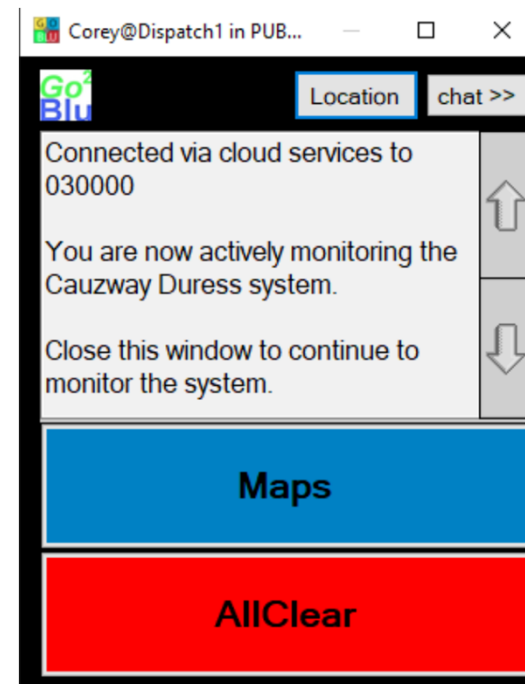 Corey@Dispatch1 in PUB...
Go2
Blu
Location
chat >>
Connected via cloud services to
030000
You are now actively monitoring the
Cauzway Duress system.
Close this window to continue to
monitor the system.
Maps
AllClear